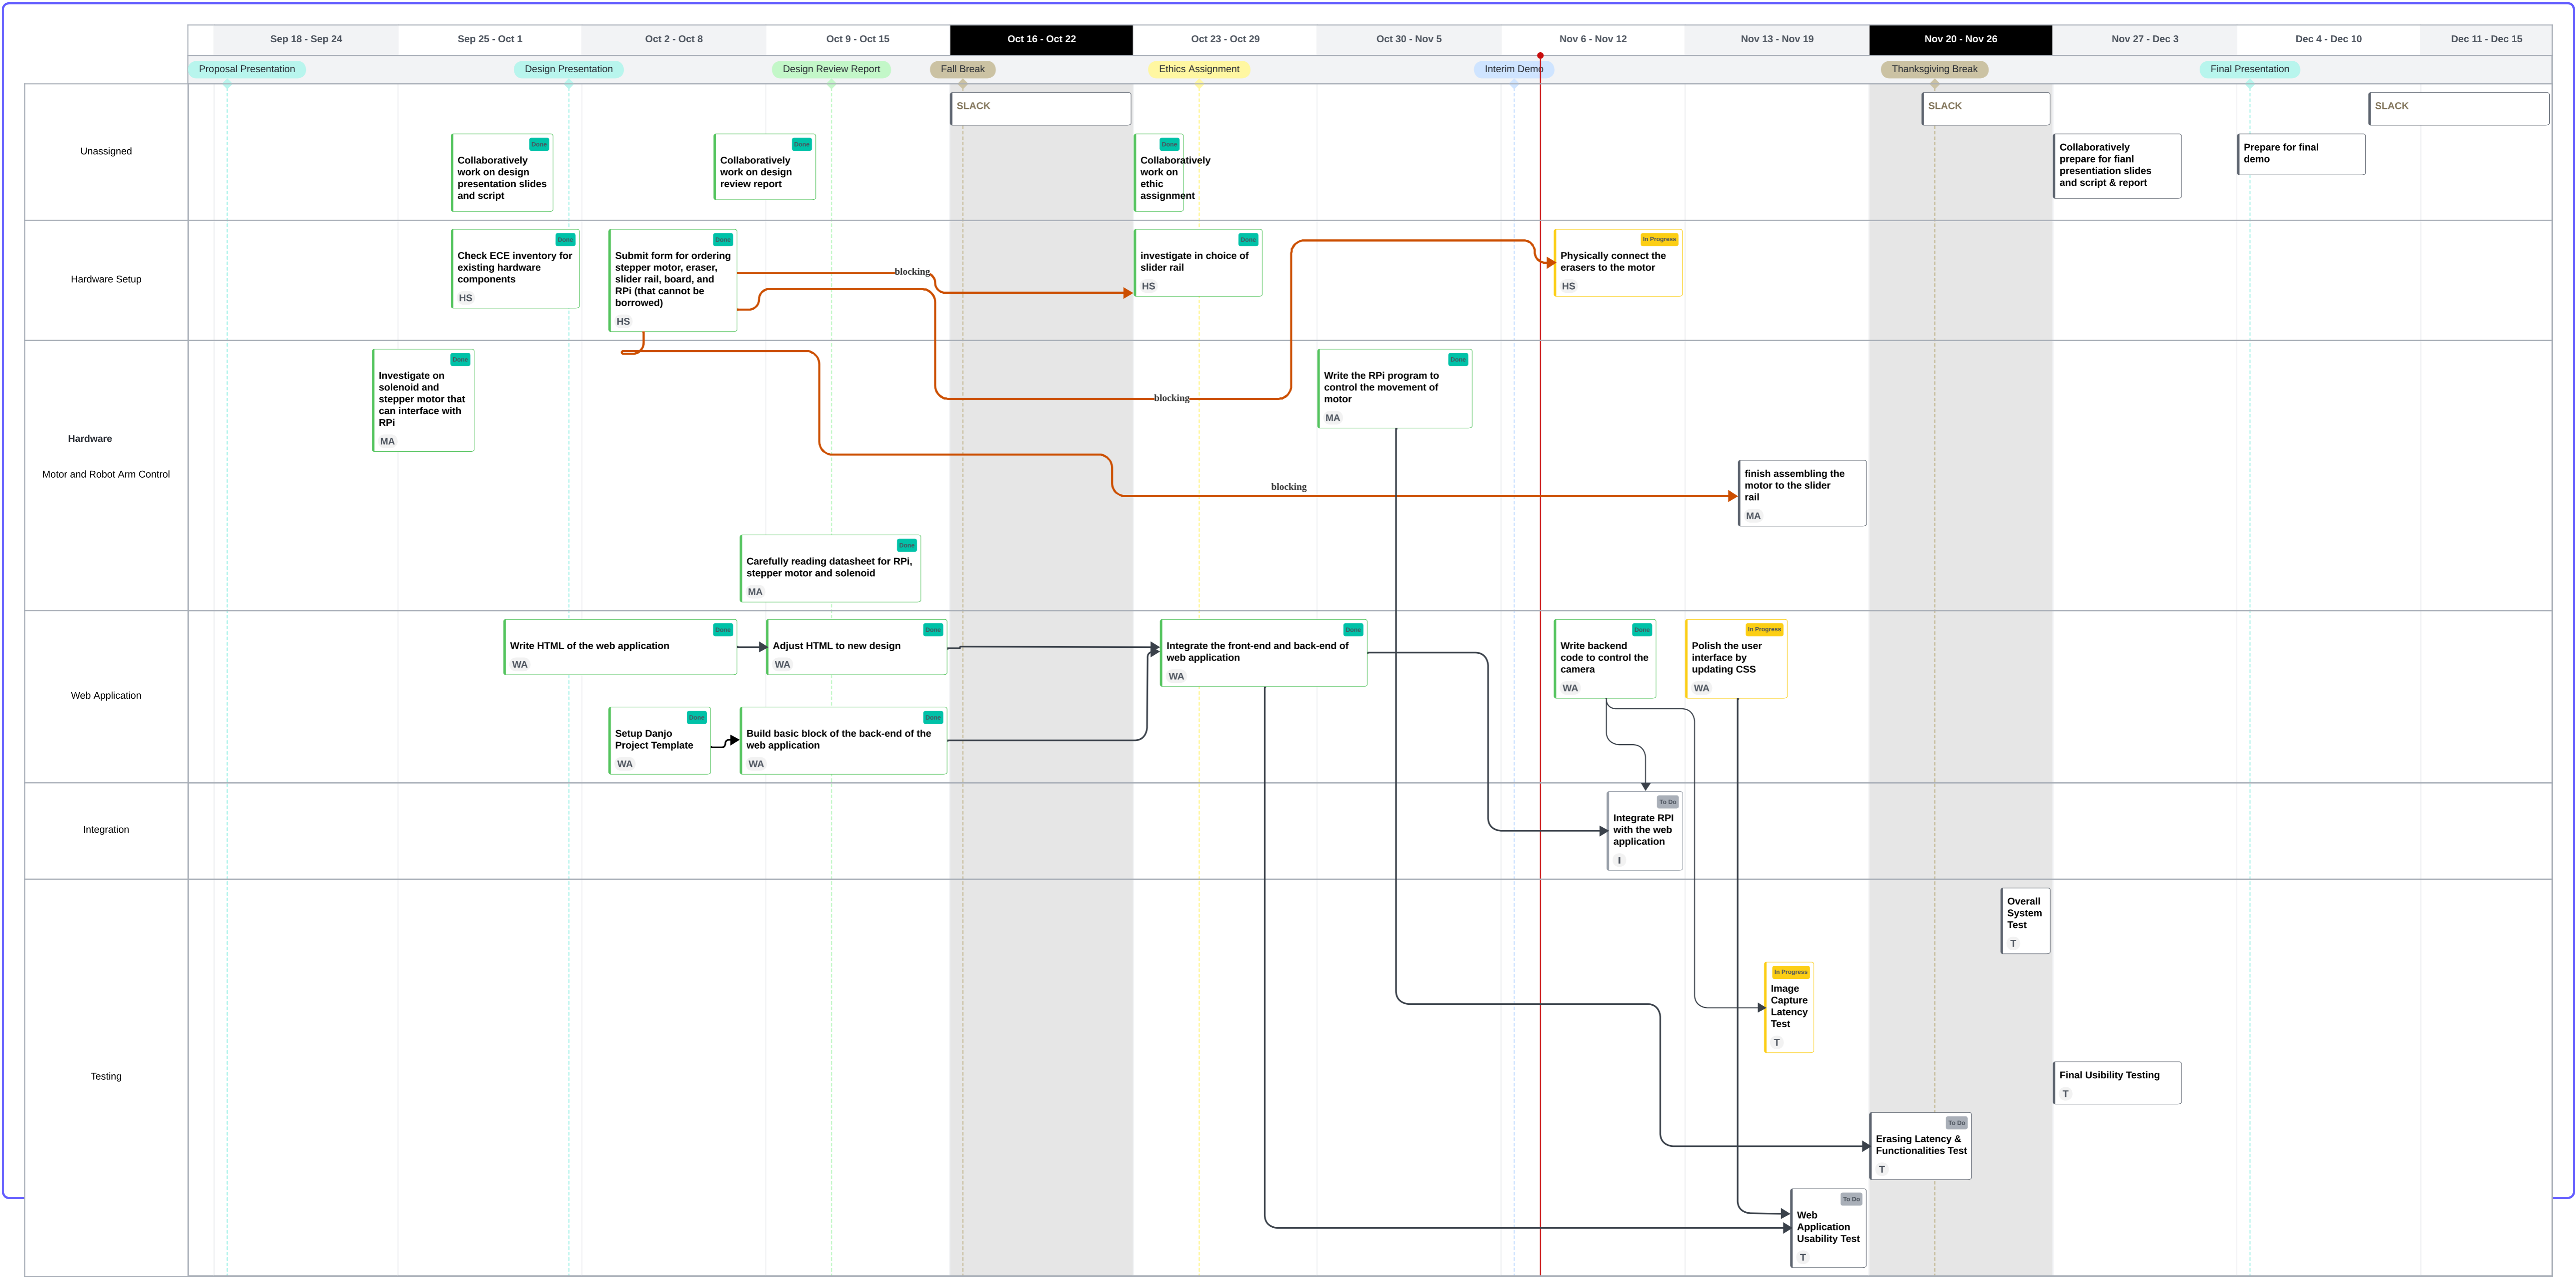 Sep 18 - Sep 24
Sep 25 - Oct 1
Oct 2 - Oct 8
Oct 9 - Oct 15
Oct 16 - Oct 22
Oct 23 - Oct 29
Oct 30 - Nov 5
Nov 6 - Nov 12
Nov 13 - Nov 19
Nov 20 - Nov 26
Nov 27 - Dec 3
Dec 4 - Dec 10
Dec 11 - Dec 15
Proposal Presentation
Design Presentation
Design Review Report
Fall Break
Ethics Assignment
Interim Demo
Thanksgiving Break
Final Presentation
Unassigned
SLACK
SLACK
SLACK
Done
Collaboratively
work on design
presentation slides
and script
Done
Collaboratively
work on design
review report
Done
Collaboratively
work on
ethic
assignment
Collaboratively
prepare for fianl
presentiation slides
and script & report
Prepare for final
demo
Hardware Setup
Done
Check ECE inventory for
existing hardware
components
HS
Done
Submit form for ordering
stepper motor, eraser,
slider rail, board, and
RPi (that cannot be
borrowed)
HS
blocking
Done
investigate in choice of
slider rail
HS
In Progress
Physically connect the
erasers to the motor
HS
Hardware
Motor and Robot Arm Control
Done
Investigate on
solenoid and
stepper motor that
can interface with
RPi
MA
blocking
Done
Write the RPi program to
control the movement of
motor
MA
blocking
finish assembling the
motor to the slider
rail
MA
Done
Carefully reading datasheet for RPi,
stepper motor and solenoid
MA
Web Application
Done
Write HTML of the web application
WA
Done
Adjust HTML to new design
WA
Done
Integrate the front-end and back-end of
web application
WA
Done
Write backend
code to control the
camera
WA
In Progress
Polish the user
interface by
updating CSS
WA
Done
Setup Danjo
Project Template
WA
Done
Build basic block of the back-end of the
web application
WA
Integration
To Do
Integrate RPI
with the web
application
I
Testing
Overall
System
Test
T
In Progress
Image
Capture
Latency
Test
T
Final Usibility Testing
T
To Do
Erasing Latency &
Functionalities Test
T
To Do
Web
Application
Usability Test
T